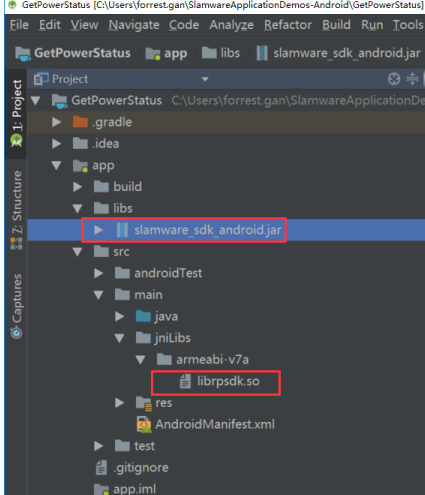 GetPowerStatus [C:\Users\forrest.gan\SlamwareApplicationDemos-Android\GetPowerStatus]
File Edit View Navigate Code Analyze Refactor Build Run Tools
GetPowerStatus app libs slamware_sdk_android.jar
Project
1: Project
GetPowerStatus C:\Users\forrest.gan\SlamwareApplicationDe
.gradle
.idea
app
build
libs
Z: Structure
slamware_sdk_android.jar
src
androidTest
Captures
main
java
jniLibs
armeabi-v7a
librpsdk.so
res
AndroidManifest.xml
test
.gitignore
app.iml